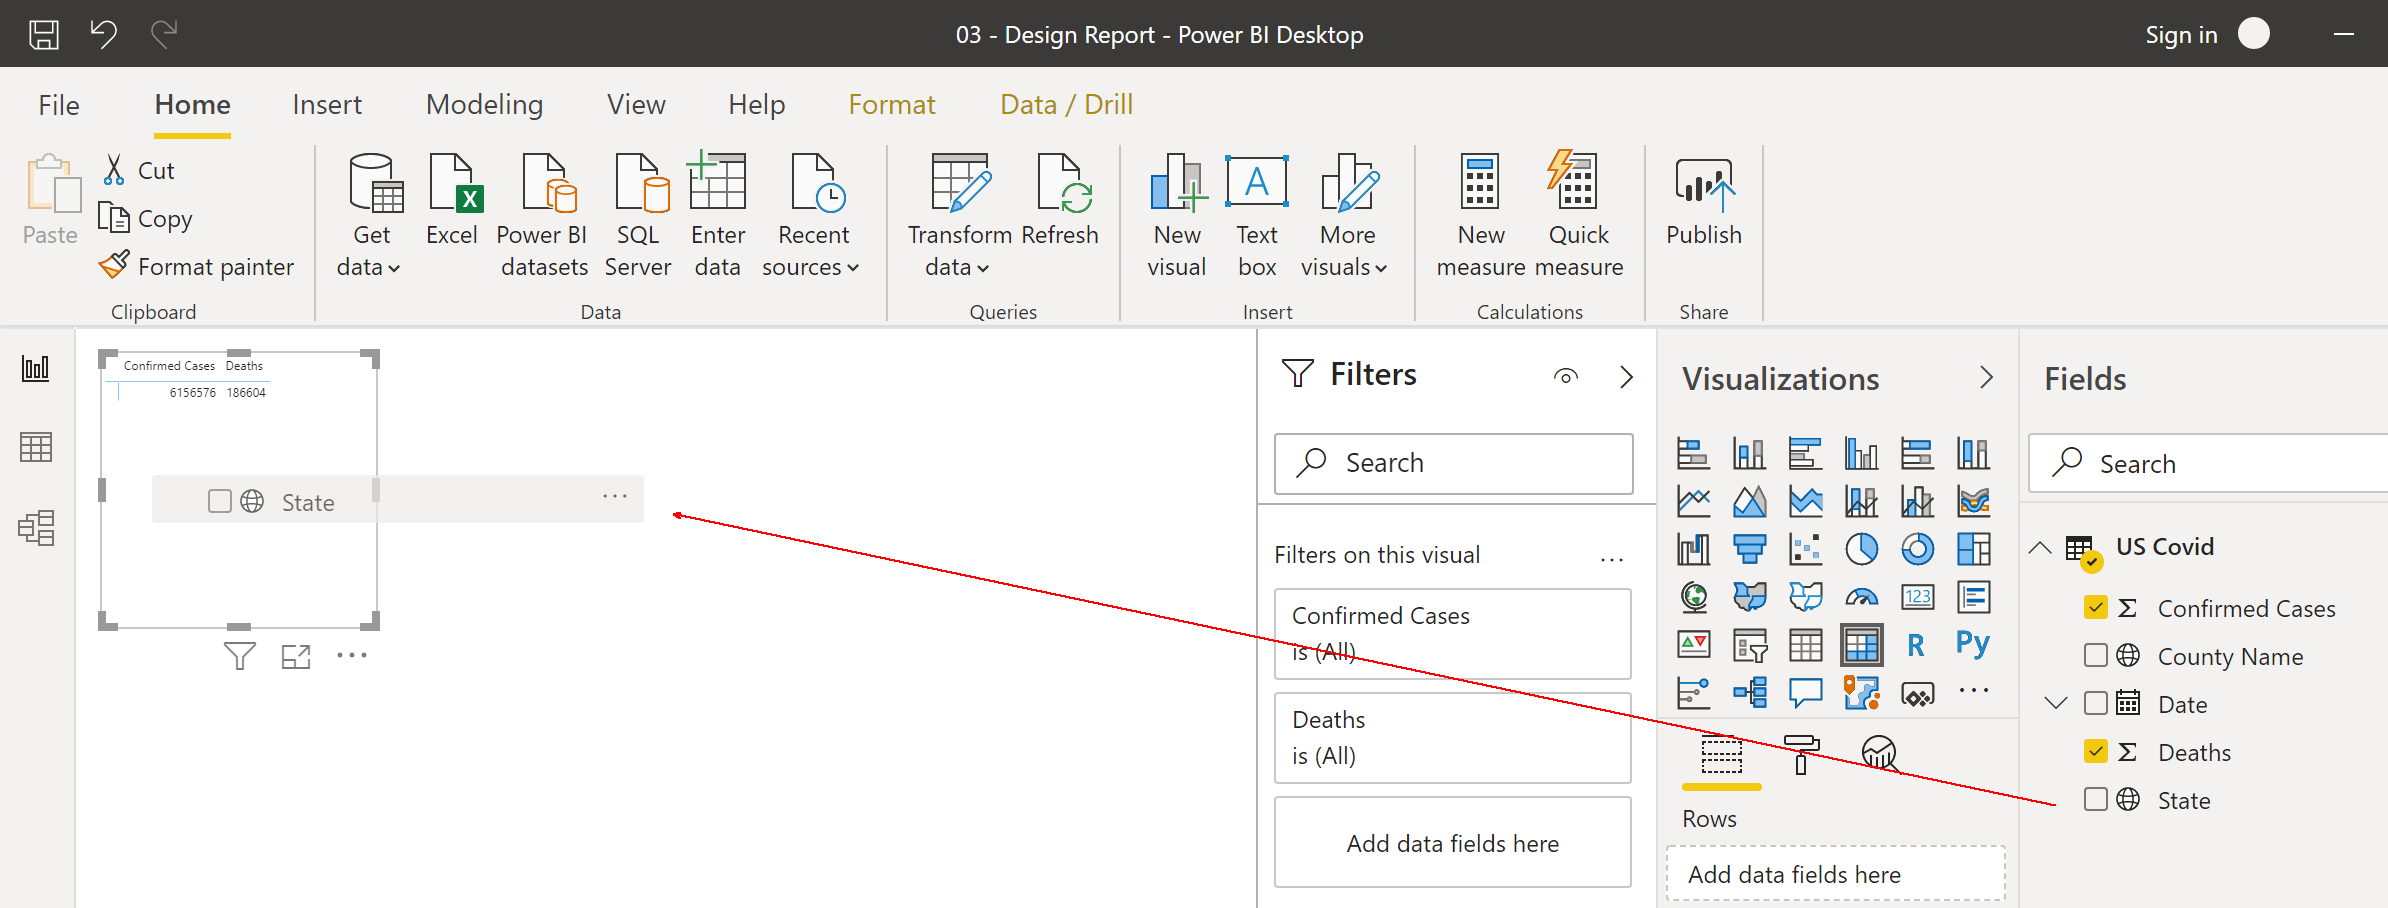 03 - Design Report - Power BI Desktop
Sign in
File Home Insert Modeling View Help Format Data / Drill
Paste
Cut
Copy
Format painter
Clipboard
Get data
Excel
Power BI datasets
SQL Server
Enter data
Recent sources
Data
Transform data
Refresh
Queries
New visual
Text box
More visuals
Insert
New measure
Quick measure
Calculations
Publish
Share
Confirmed Cases Deaths
6156576 186604
State
Filters
Search
Filters on this visual
Confirmed Cases
is (All)
Deaths
is (All)
Add data fields here
Visualizations
123
R Py
Rows
Add data fields here
Fields
Search
US Covid
Confirmed Cases
County Name
Date
Deaths
State